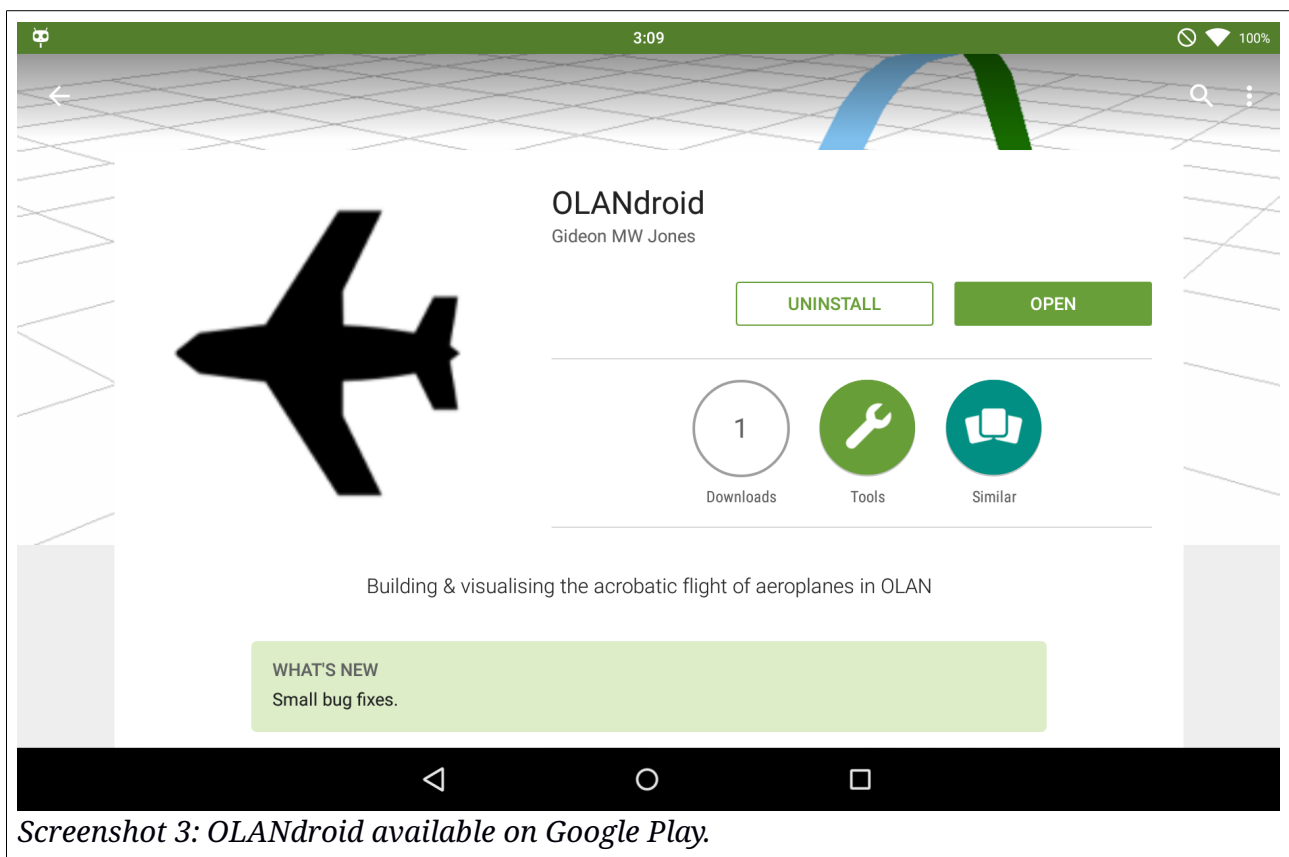 3:09
100%
OLANdroid
Gideon MW Jones
UNINSTALL
OPEN
1
Downloads
Tools
Similar
Building & visualising the acrobatic flight of aeroplanes in OLAN
WHAT'S NEW
Small bug fixes.
Screenshot 3: OLANdroid available on Google Play.